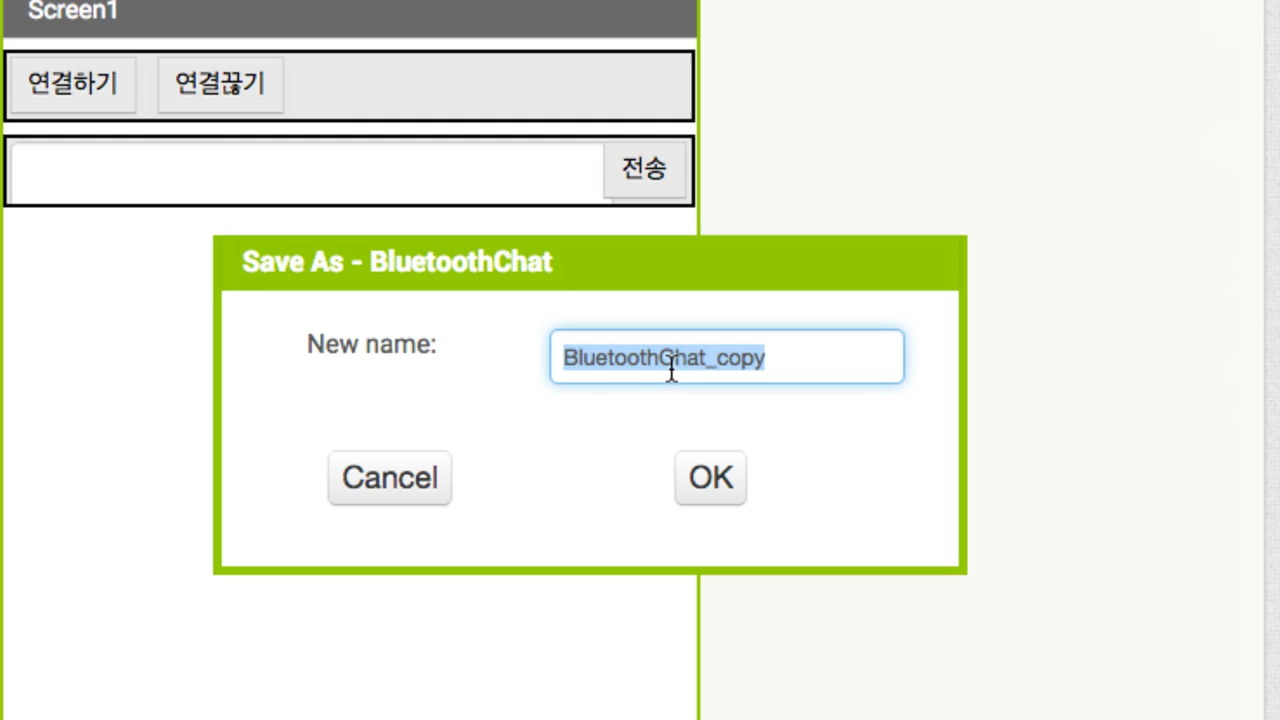 Screen1
연결하기 연결끊기
전송
Save As - BluetoothChat
New name: BluetoothChat_copy
Cancel OK